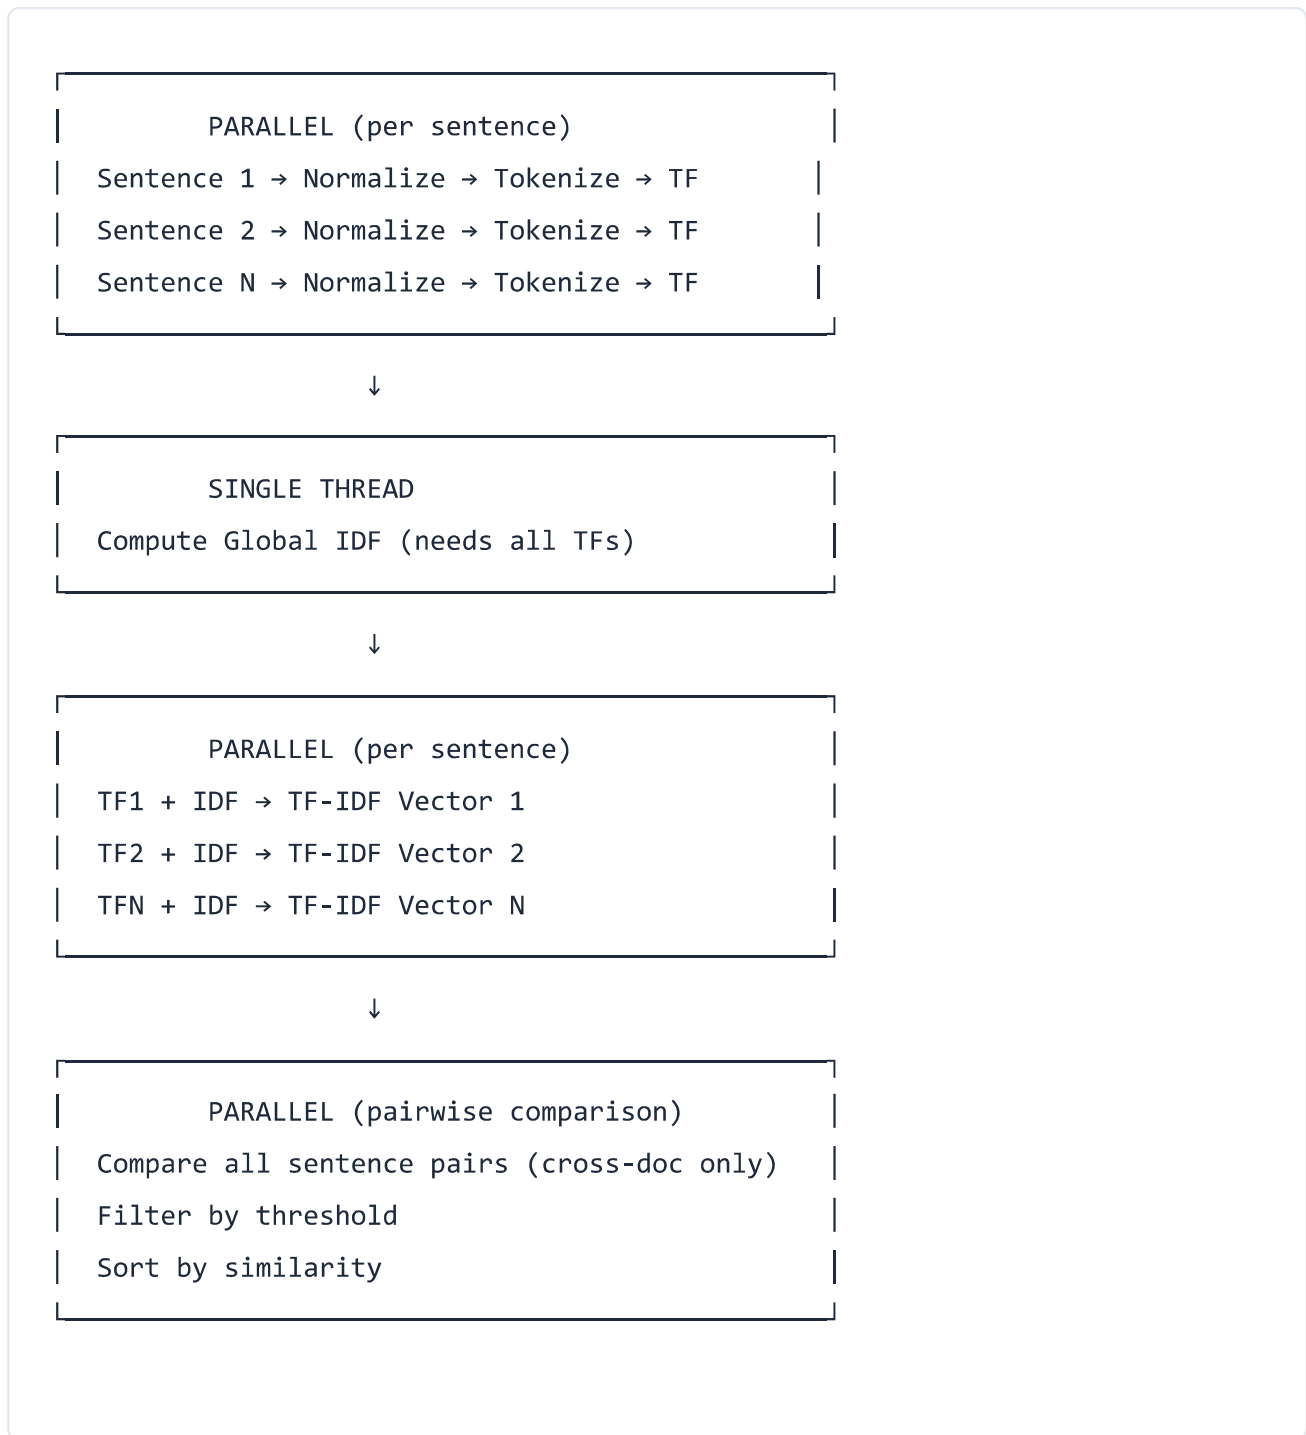 PARALLEL (per sentence)
Sentence 1 → Normalize → Tokenize → TF
Sentence 2 → Normalize → Tokenize → TF
Sentence N → Normalize → Tokenize → TF
↓
SINGLE THREAD
Compute Global IDF (needs all TFs)
↓
PARALLEL (per sentence)
TF1 + IDF → TF-IDF Vector 1
TF2 + IDF → TF-IDF Vector 2
TFN + IDF → TF-IDF Vector N
↓
PARALLEL (pairwise comparison)
Compare all sentence pairs (cross-doc only)
Filter by threshold
Sort by similarity